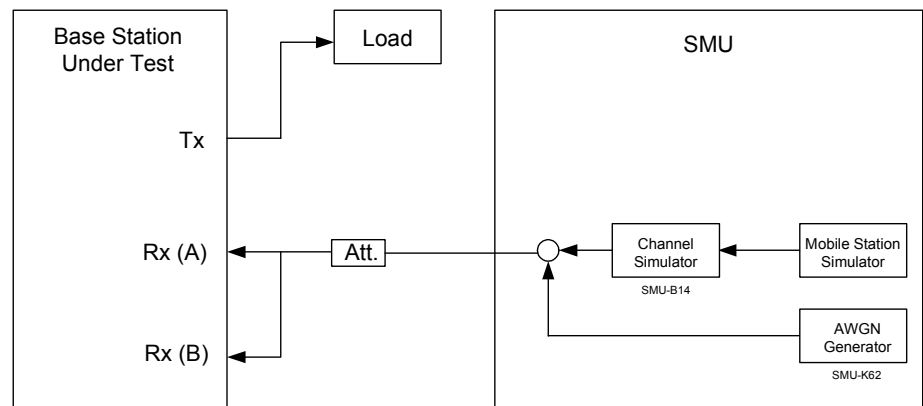 Base Station
Under Test
Load
SMU
Tx
Rx (A)
Att.
Channel
Simulator
SMU-B14
Mobile Station
Simulator
Rx (B)
AWGN
Generator
SMU-K62